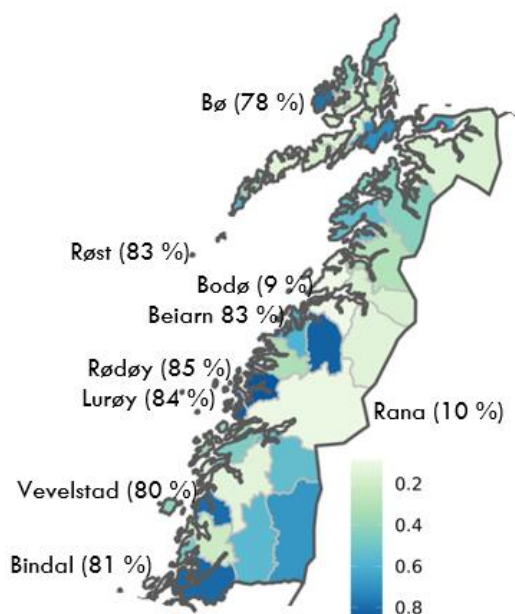 Bø (78 %)
Røst (83 %)
Bodø (9 %)
Beiarn 83 %)
Rødøy (85 %)
Lurøy (84 %)
Rana (10 %)
Vevelstad (80 %)
Bindal (81 %)
0.2
0.4
0.6
0.8